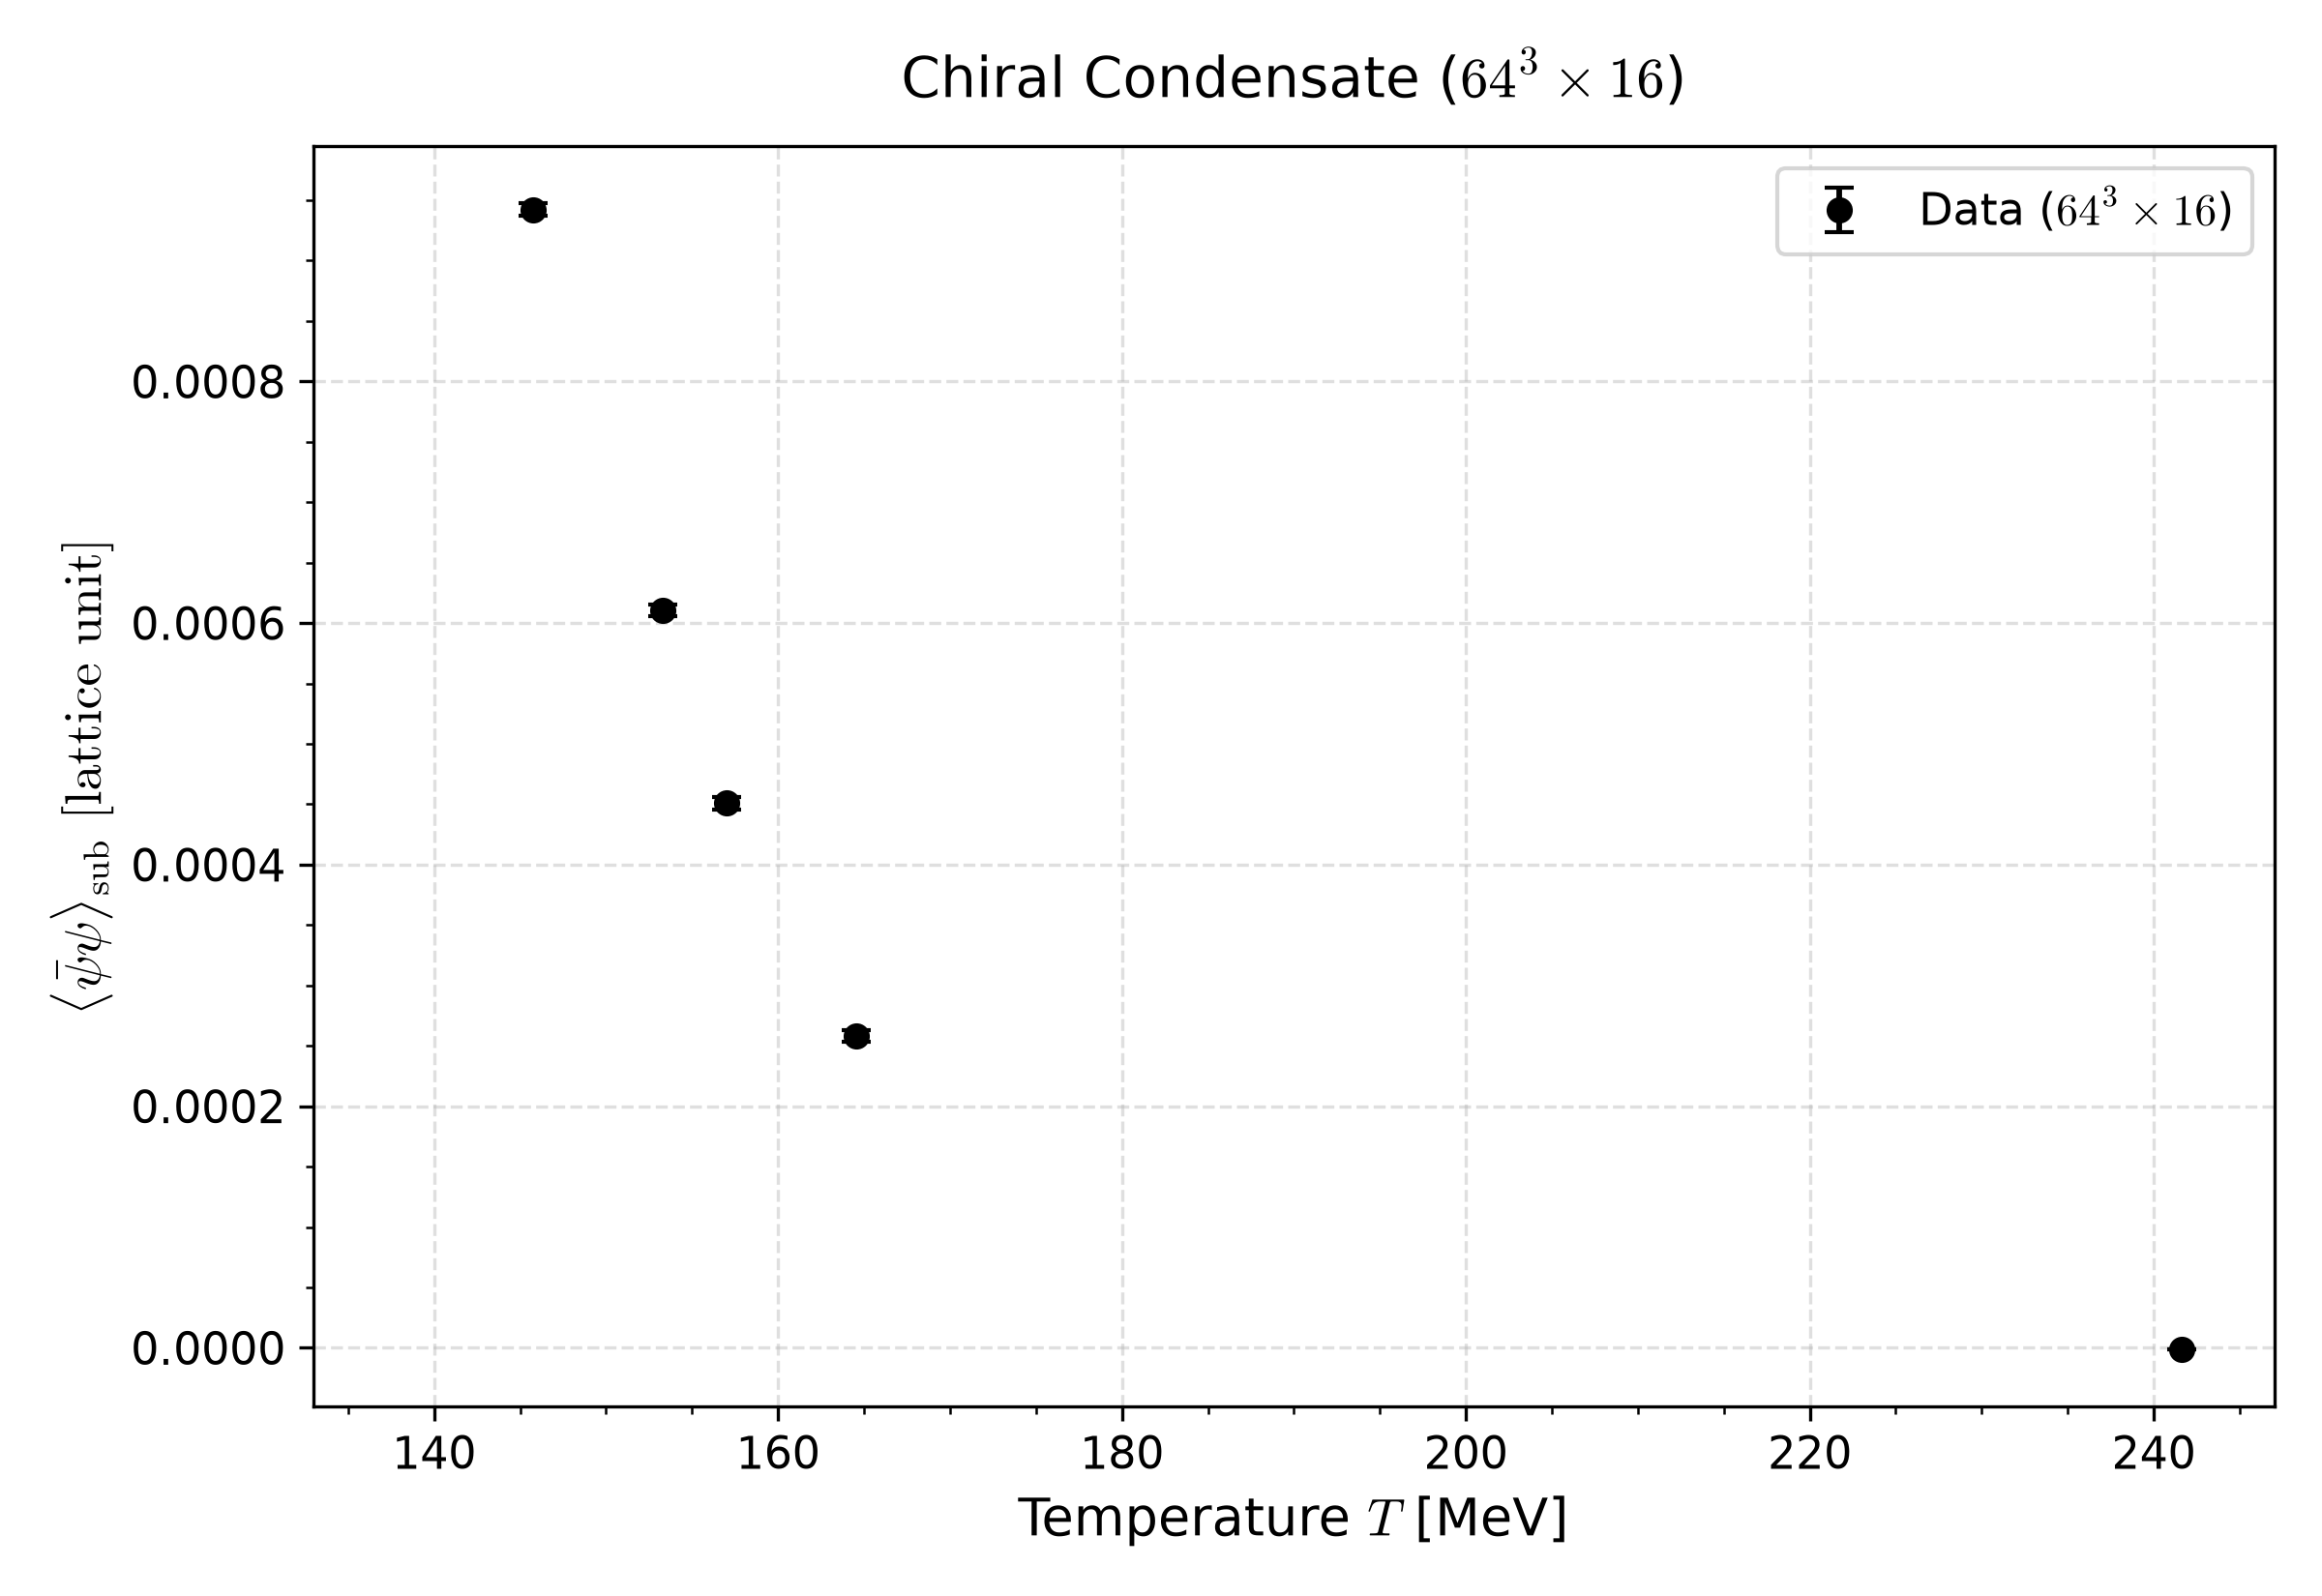 Chiral Condensate (64³ × 16)
Data (64³ × 16)
⟨ψ̄ψ⟩sub [lattice unit]
0.0008
0.0006
0.0004
0.0002
0.0000
140 160 180 200 220 240
Temperature T [MeV]